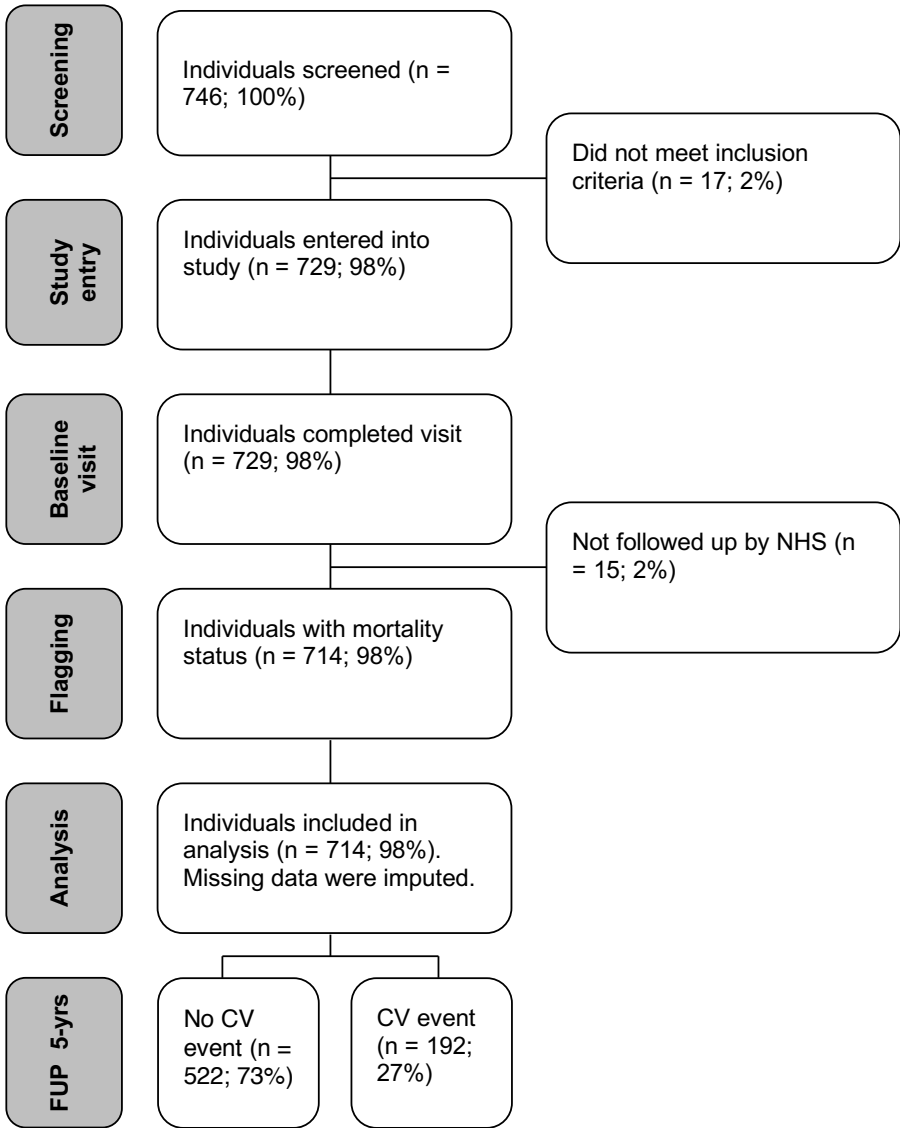 Screening
Individuals screened (n =
746; 100%)
Did not meet inclusion
criteria (n = 17; 2%)
Study
entry
Individuals entered into
study (n = 729; 98%)
Baseline
visit
Individuals completed visit
(n = 729; 98%)
Not followed up by NHS (n
= 15; 2%)
Flagging
Individuals with mortality
status (n = 714; 98%)
Analysis
Individuals included in
analysis (n = 714; 98%).
Missing data were imputed.
FUP 5-yrs
No CV
event (n =
522; 73%)
CV event
(n = 192;
27%)